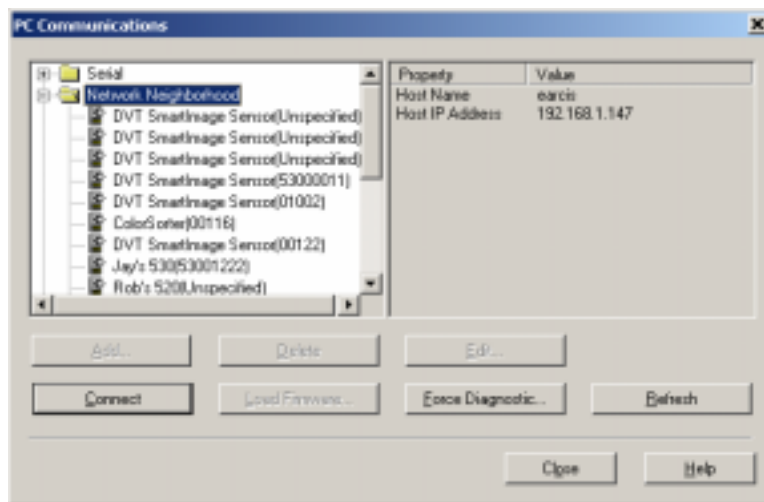 PC Communications
Serial
Network Neighborhood
DVT SmartImage Sensor(Unspecified)
DVT SmartImage Sensor(Unspecified)
DVT SmartImage Sensor(Unspecified)
DVT SmartImage Sensor(53000011)
DVT SmartImage Sensor(01002)
ColorSorter(00116)
DVT SmartImage Sensor(00122)
Jay's 530(53001222)
Rob's 520(Unspecified)
Property Value
Host Name earcis
Host IP Address 192.168.1.147
Add... Delete Edit...
Connect Load Firmware... Force Diagnostic... Refresh
Close Help